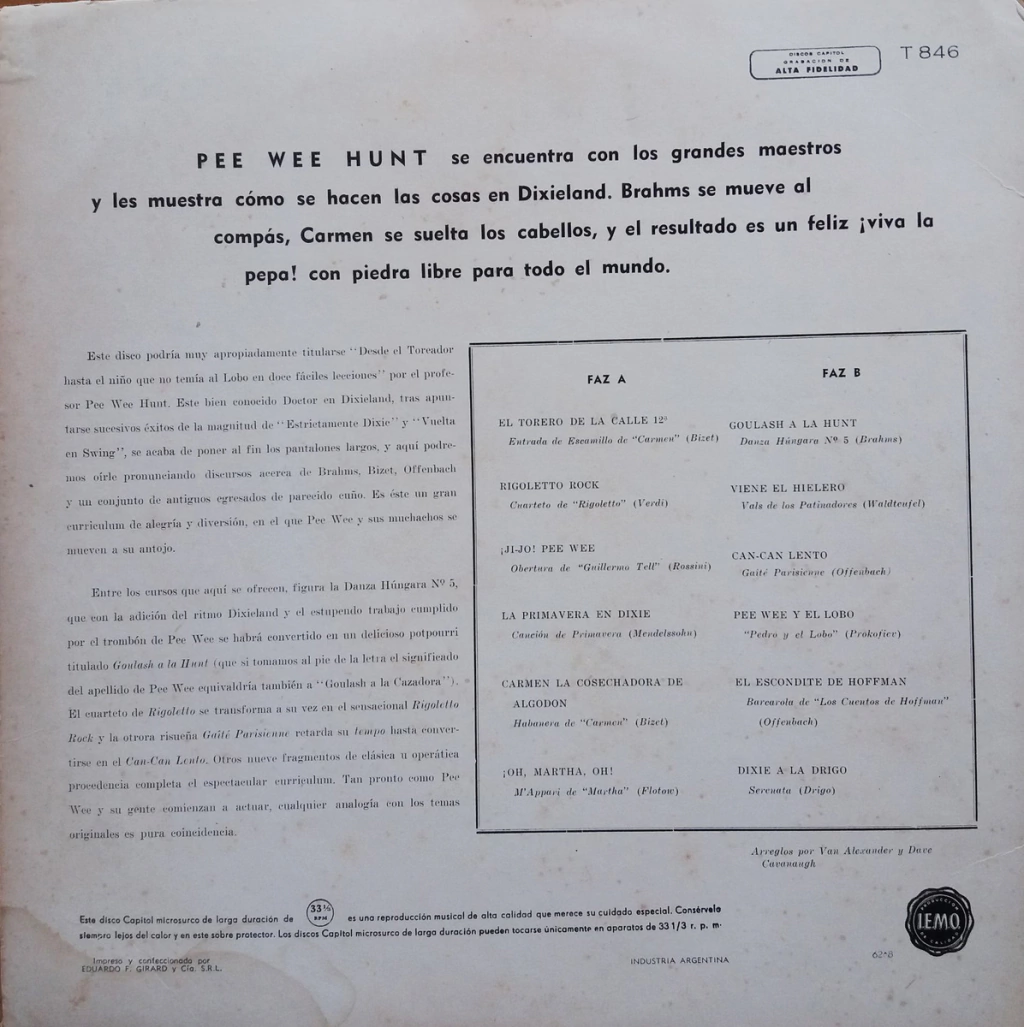 DISCOS CAPITOL
GRABACION DE
ALTA FIDELIDAD
T 846
PEE WEE HUNT se encuentra con los grandes maestros
y les muestra cómo se hacen las cosas en Dixieland. Brahms se mueve al
compás, Carmen se suelta los cabellos, y el resultado es un feliz ¡viva la
pepa! con piedra libre para todo el mundo.
Este disco podría muy apropiadamente titularse “Desde el Toreador
hasta el niño que no temía al Lobo en doce fáciles lecciones” por el profe-
sor Pee Wee Hunt. Este bien conocido Doctor en Dixieland, tras apun-
tarse sucesivos éxitos de la magnitud de “Estrictamente Dixie” y “Vuelta
en Swing”, se acaba de poner al fin los pantalones largos, y aquí podre-
mos oírle pronunciando discursos acerca de Brahms, Bizet, Offenbach
y un conjunto de antiguos egresados de parecido cuño. Es éste un gran
curriculum de alegría y diversión, en el que Pee Wee y sus muchachos se
mueven a su antojo.
Entre los cursos que aquí se ofrecen, figura la Danza Húngara Nº 5,
que con la adición del ritmo Dixieland y el estupendo trabajo cumplido
por el trombón de Pee Wee se habrá convertido en un delicioso potpourri
titulado Goulash a la Hunt (que si tomamos al pie de la letra el significado
del apellido de Pee Wee equivaldría también a “Goulash a la Cazadora”).
El cuarteto de Rigoletto se transforma a su vez en el sensacional Rigoletto
Rock y la otrora risueña Gaité Parisienne retarda su tempo hasta conver-
tirse en el Can-Can Lento. Otros nueve fragmentos de clásica u operática
procedencia completa el espectacular curriculum. Tan pronto como Pee
Wee y su gente comienzan a actuar, cualquier analogía con los temas
originales es pura coincidencia.
FAZ A
EL TORERO DE LA CALLE 12ª
Entrada de Escamillo de "Carmen" (Bizet)
RIGOLETTO ROCK
Cuarteto de "Rigoletto" (Verdi)
¡JI-JO! PEE WEE
Obertura de "Guillermo Tell" (Rossini)
LA PRIMAVERA EN DIXIE
Canción de Primavera (Mendelssohn)
CARMEN LA COSECHADORA DE
ALGODON
Habanera de "Carmen" (Bizet)
¡OH, MARTHA, OH!
M'Appari de "Martha" (Flotow)
FAZ B
GOULASH A LA HUNT
Danza Húngara Nº 5 (Brahms)
VIENE EL HIELERO
Vals de los Patinadores (Waldteufel)
CAN-CAN LENTO
Gaité Parisienne (Offenbach)
PEE WEE Y EL LOBO
"Pedro y el Lobo" (Prokofiev)
EL ESCONDITE DE HOFFMAN
Barcarola de "Los Cuentos de Hoffman"
(Offenbach)
DIXIE A LA DRIGO
Serenata (Drigo)
Arreglos por Van Alexander y Dave
Cavanaugh
Este disco Capitol microsurco de larga duración de 33⅓ RPM es una reproducción musical de alta calidad que merece su cuidado especial. Consérvelo
siempre lejos del calor y en este sobre protector. Los discos Capitol microsurco de larga duración pueden tocarse únicamente en aparatos de 33 1/3 r. p. m.
Impreso y confeccionado por
EDUARDO F. GIRARD y Cía. S.R.L.
INDUSTRIA ARGENTINA
LEMO